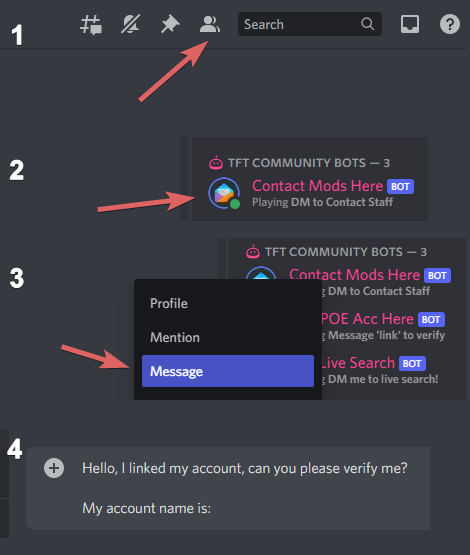 1
Search
2
TFT COMMUNITY BOTS — 3
Contact Mods Here BOT
Playing DM to Contact Staff
3
TFT COMMUNITY BOTS — 3
Contact Mods Here BOT
g DM to Contact Staff
Profile
POE Acc Here BOT
Mention
g Message 'link' to verify
Live Search BOT
Message
g DM me to live search!
4
Hello, I linked my account, can you please verify me?
My account name is: